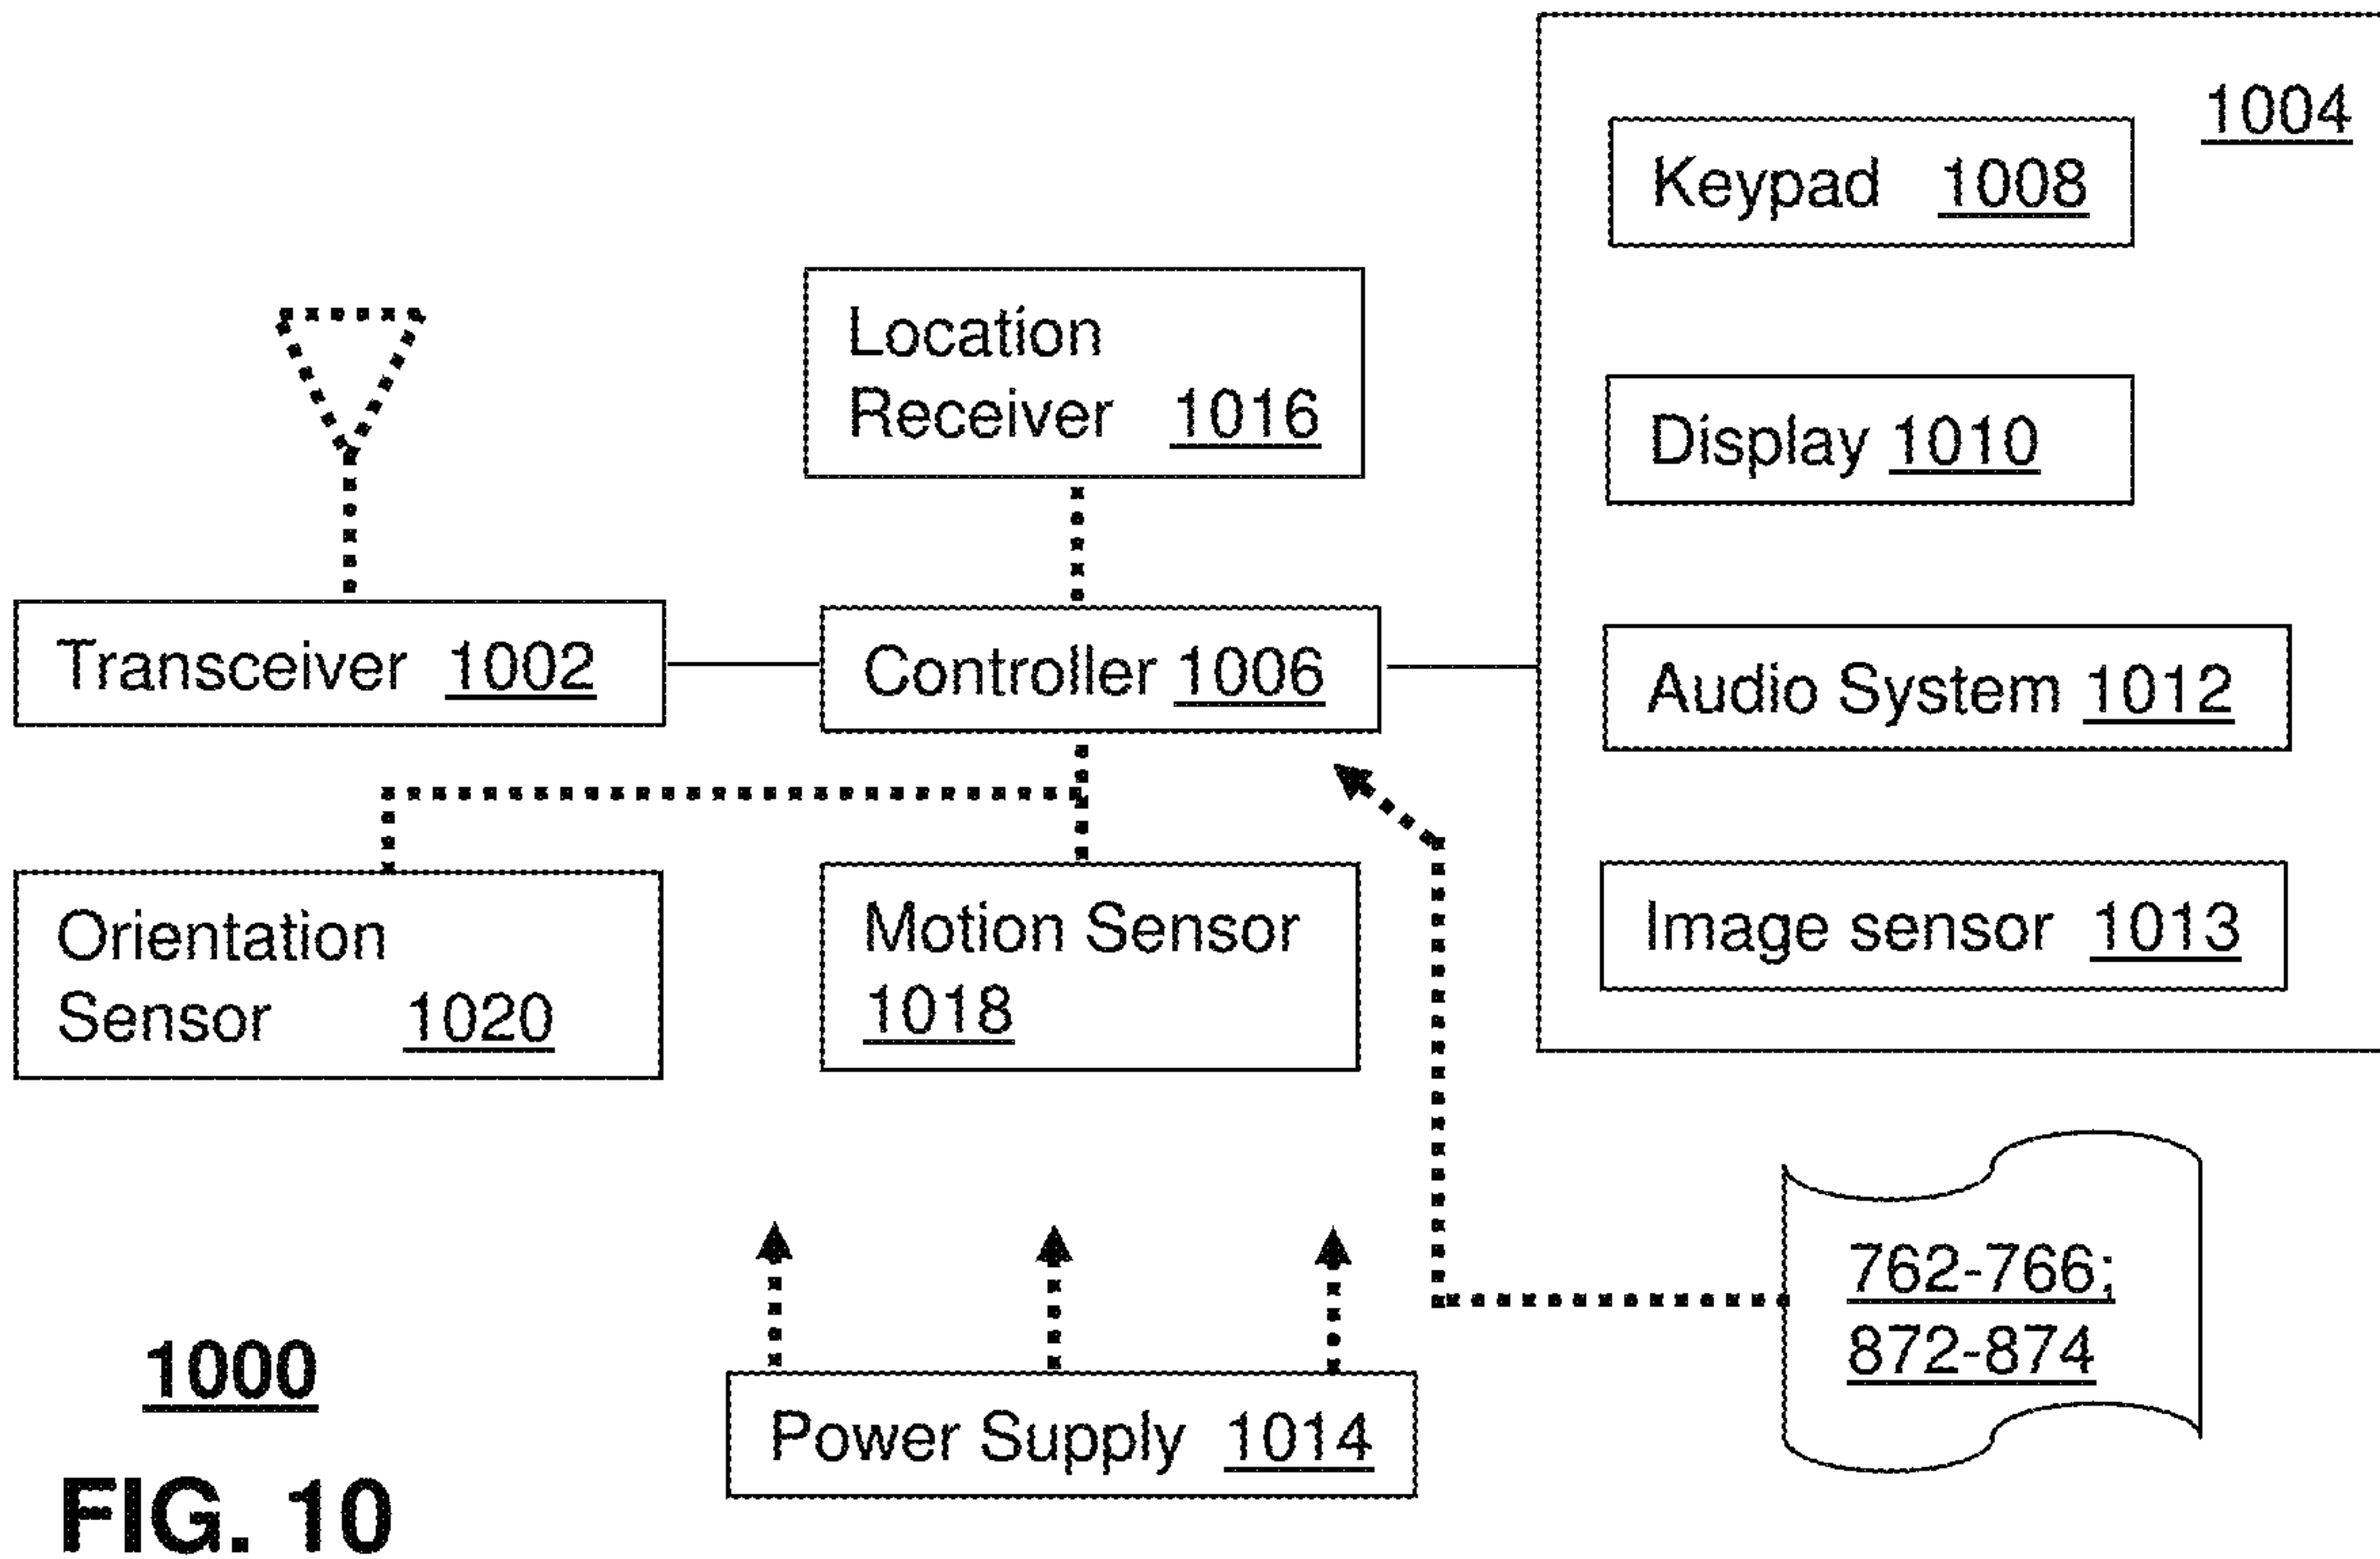 1004
Keypad 1008
Location
Receiver 1016
Display 1010
Transceiver 1002
Controller 1006
Audio System 1012
Orientation
Sensor 1020
Motion Sensor
1018
Image sensor 1013
762-766;
872-874
Power Supply 1014
1000
FIG. 10